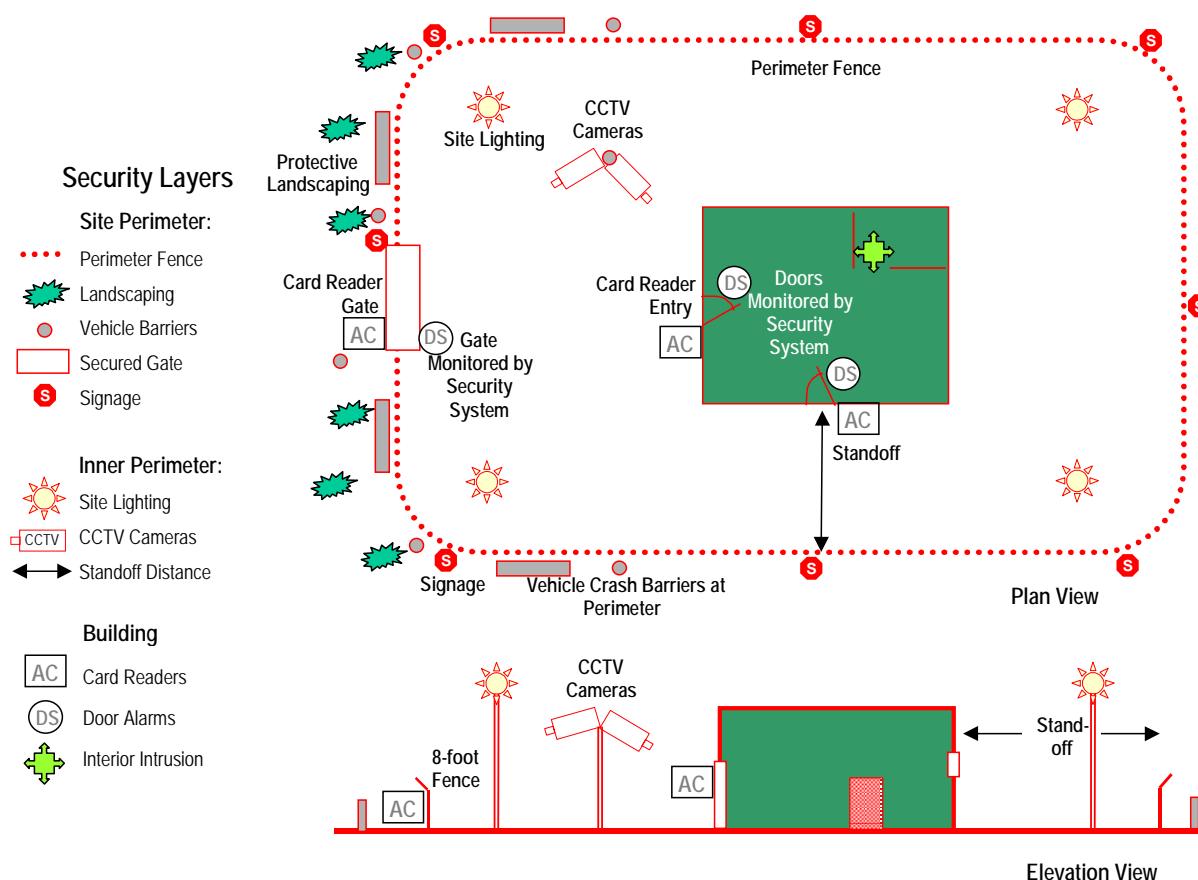 Security Layers
Site Perimeter:
Perimeter Fence
Landscaping
Vehicle Barriers
Secured Gate
S
Signage
Inner Perimeter:
Site Lighting
CCTV
CCTV Cameras
Standoff Distance
Building
AC
Card Readers
DS
Door Alarms
Interior Intrusion
S
S
S
Perimeter Fence
Site Lighting
CCTV
Cameras
Protective
Landscaping
S
Card Reader
Gate
AC
DS
Gate
Monitored by
Security
System
Card Reader
Entry
AC
DS
Doors
Monitored by
Security
System
DS
AC
Standoff
S
S
Signage
Vehicle Crash Barriers at
Perimeter
S
S
Plan View
CCTV
Cameras
8-foot
Fence
AC
AC
Stand-
off
Elevation View